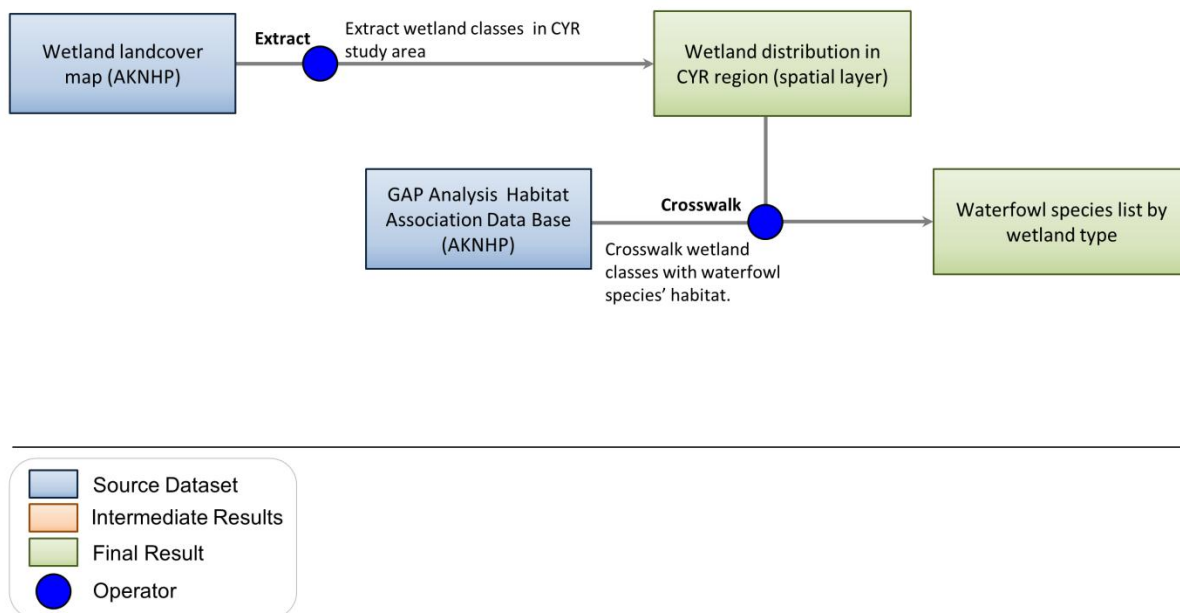 Wetland landcover
map (AKNHP)
Extract
Extract wetland classes in CYR
study area
Wetland distribution in
CYR region (spatial layer)
GAP Analysis Habitat
Association Data Base
(AKNHP)
Crosswalk
Crosswalk wetland
classes with waterfowl
species’ habitat.
Waterfowl species list by
wetland type
Source Dataset
Intermediate Results
Final Result
Operator